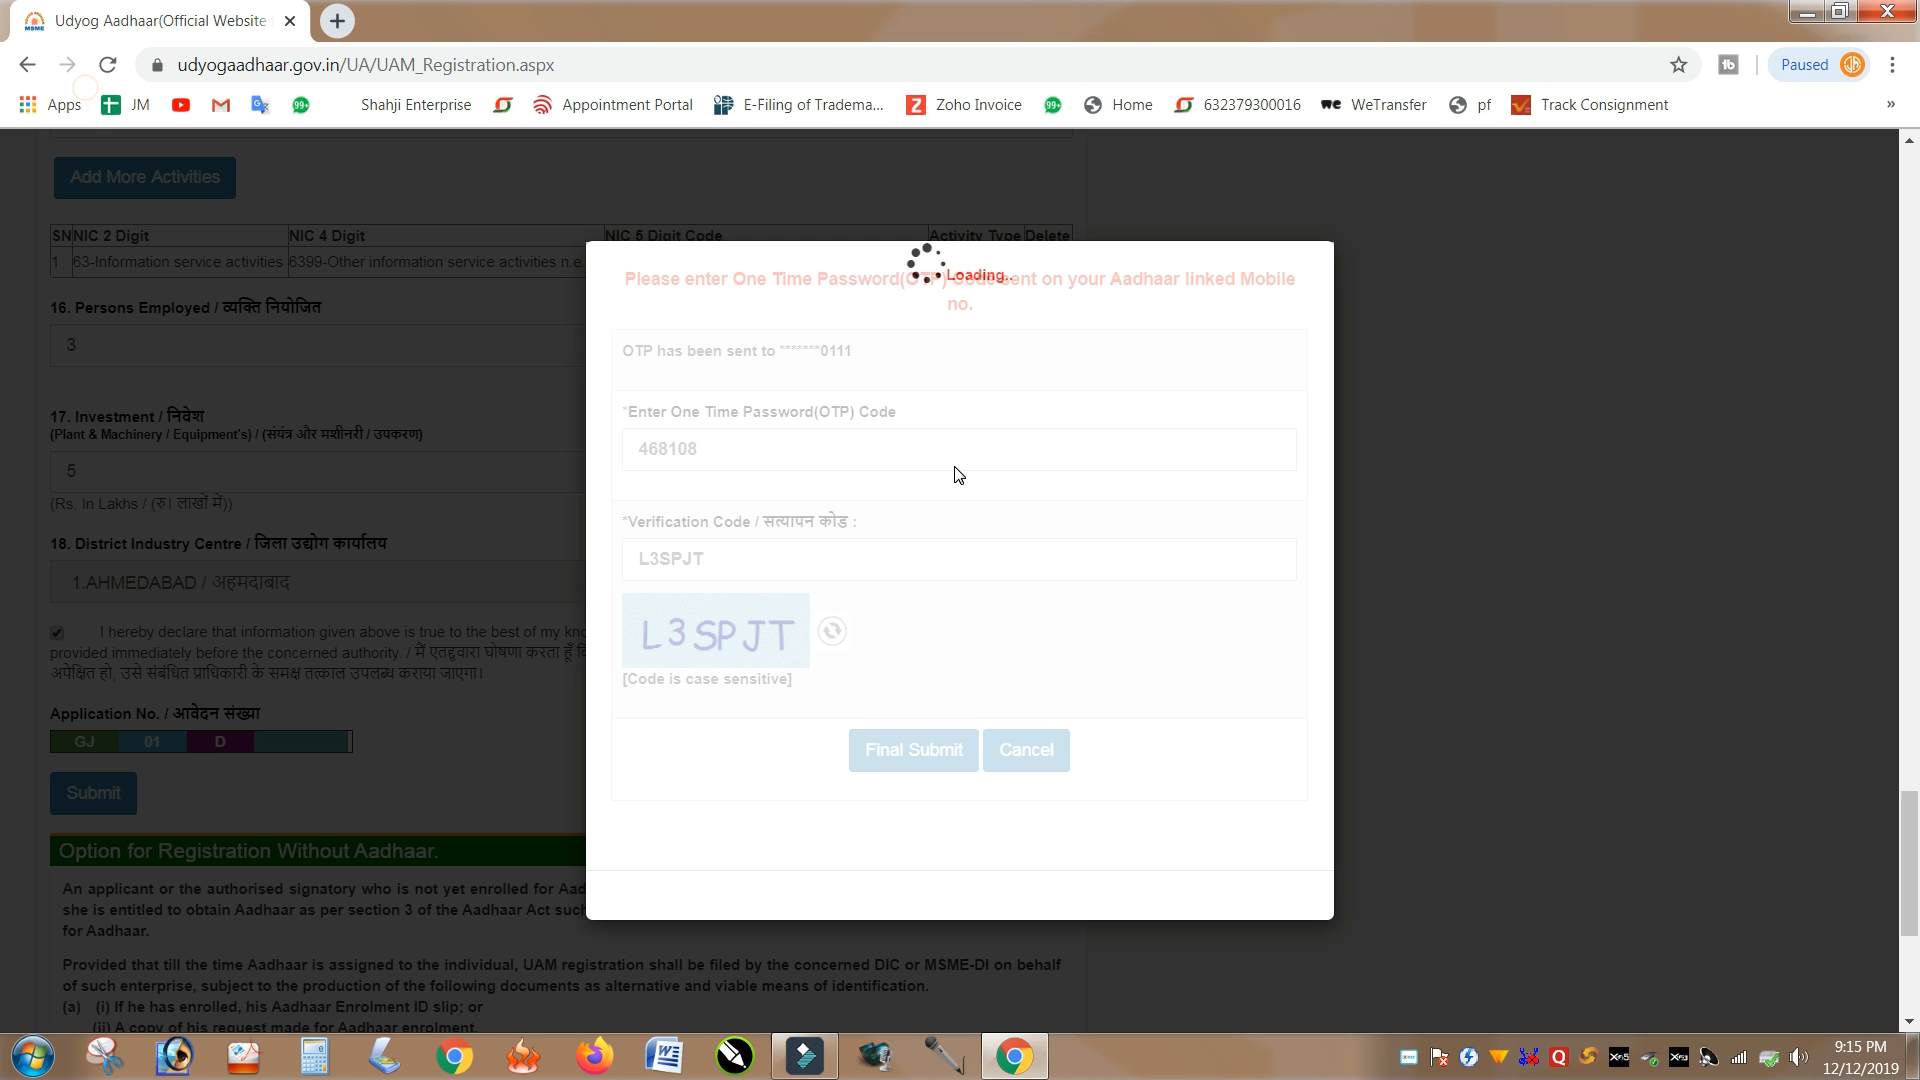 Udyog Aadhaar(Official Website
udyogaadhaar.gov.in/UA/UAM_Registration.aspx
Paused
Apps JM Shahji Enterprise Appointment Portal E-Filing of Tradema... Zoho Invoice 99+ Home 632379300016 WeTransfer pf Track Consignment »
Add More Activities
SN NIC 2 Digit NIC 4 Digit NIC 5 Digit Code Activity Type Delete
1 63-Information service activities 6399-Other information service activities n.e.
16. Persons Employed / व्यक्ति नियोजित
3
17. Investment / निवेश
(Plant & Machinery / Equipment's) / (संयंत्र और मशीनरी / उपकरण)
5
(Rs. In Lakhs / (रु। लाखों में))
18. District Industry Centre / जिला उद्योग कार्यालय
1.AHMEDABAD / अहमदाबाद
I hereby declare that information given above is true to the best of my
provided immediately before the concerned authority. / मैं एतद्द्वारा घोषणा करता हूँ
अपेक्षित हो, उसे संबंधित प्राधिकारी के समक्ष तत्काल उपलब्ध कराया जाएगा।
Application No. / आवेदन संख्या
GJ 01 D
Submit
Option for Registration Without Aadhaar.
An applicant or the authorised signatory who is not yet enrolled for
she is entitled to obtain Aadhaar as per section 3 of the Aadhaar Act
for Aadhaar.
Provided that till the time Aadhaar is assigned to the individual, UAM registration shall be filed by the concerned DIC or MSME-DI on behalf
of such enterprise, subject to the production of the following documents as alternative and viable means of identification.
(a) (i) If he has enrolled, his Aadhaar Enrolment ID slip; or
(ii) A copy of his request made for Aadhaar enrolment.
Loading..
Please enter One Time Password(OTP) Code sent on your Aadhaar linked Mobile
no.
OTP has been sent to *******0111
*Enter One Time Password(OTP) Code
468108
*Verification Code / सत्यापन कोड :
L3SPJT
L3SPJT
[Code is case sensitive]
Final Submit Cancel
9:15 PM
12/12/2019